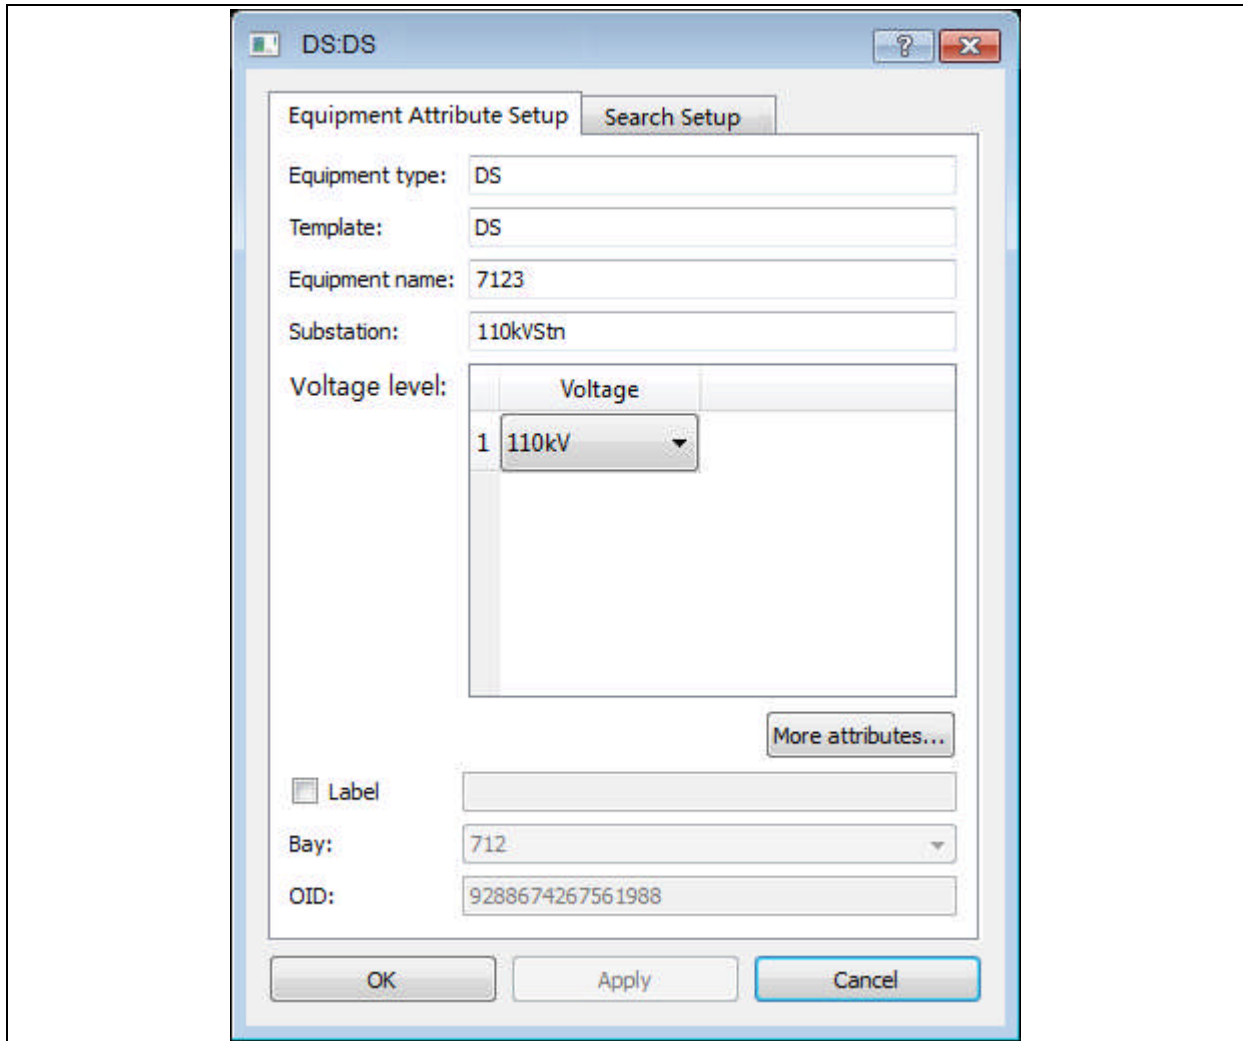 DS:DS
Equipment Attribute Setup Search Setup
Equipment type: DS
Template: DS
Equipment name: 7123
Substation: 110kVStn
Voltage level: Voltage
1 110kV
More attributes...
Label
Bay: 712
OID: 9288674267561988
OK Apply Cancel